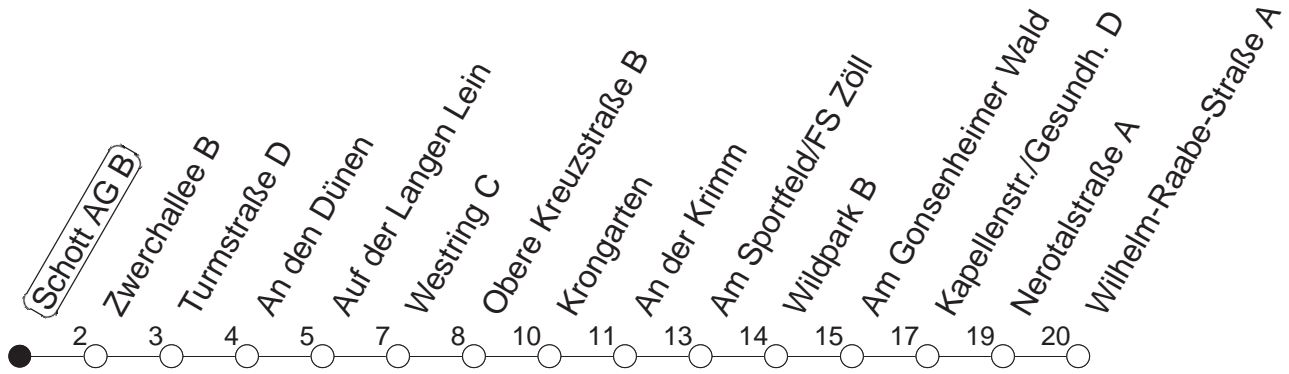 Schott AG B
Zwerchallee B
Turmstraße D
An den Dünen
Auf der Langen Lein
Westring C
Obere Kreuzstraße B
Krongarten
An der Krimm
Am Sportfeld/FS Zöll
Wildpark B
Am Gonsenheimer Wald
Kapellenstr./Gesundh. D
Nerotalstraße A
Wilhelm-Raabe-Straße A
2 3 4 5 7 8 10 11 13 14 15 17 19 20